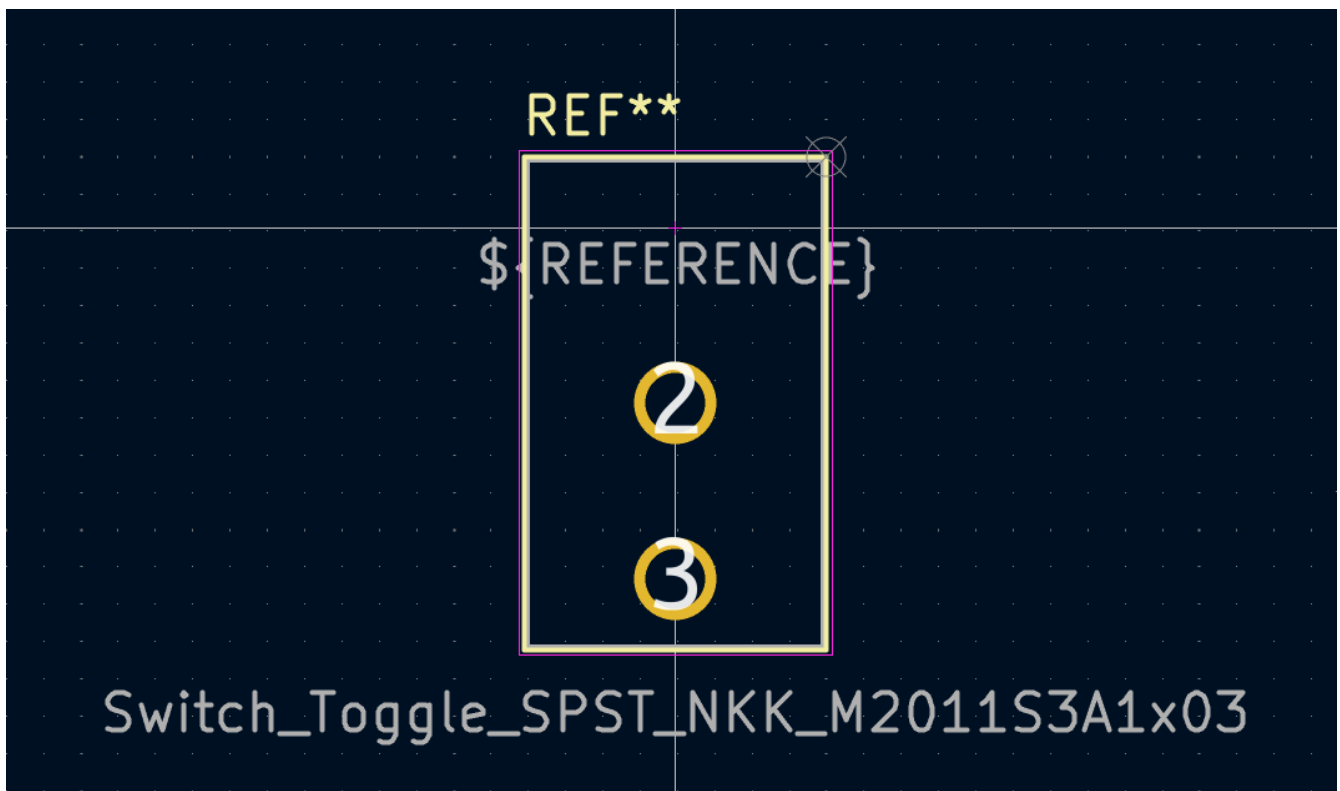 REF**
${REFERENCE}
2
3
Switch_Toggle_SPST_NKK_M2011S3A1x03